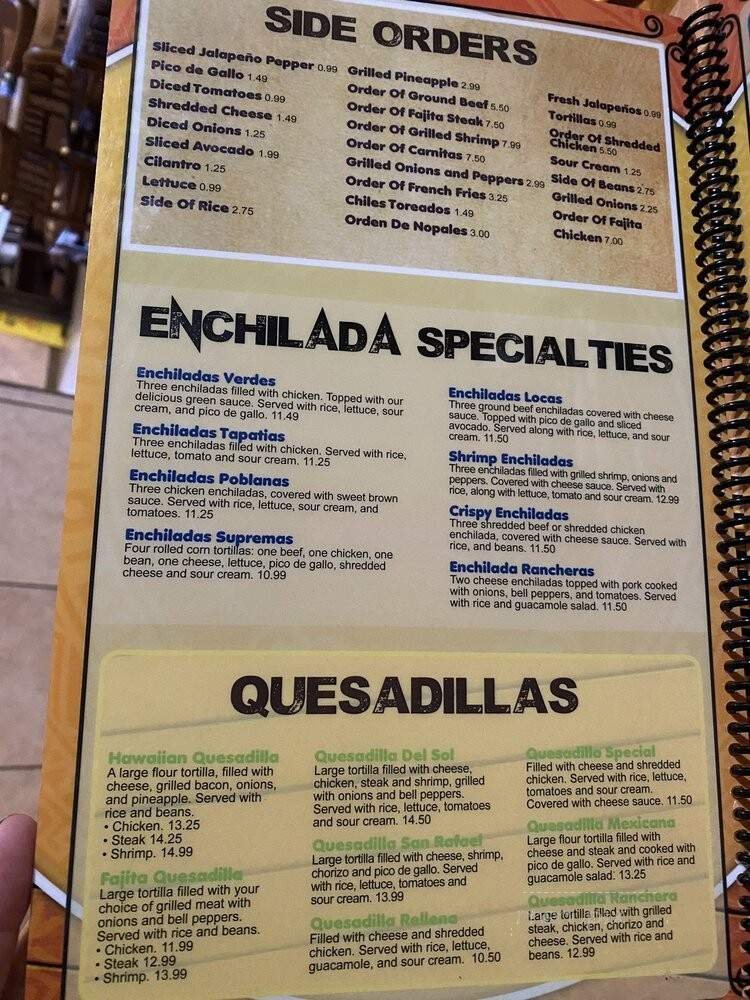 SIDE ORDERS
Sliced Jalapeño Pepper 0.99
Pico de Gallo 1.49
Diced Tomatoes 0.99
Shredded Cheese 1.49
Diced Onions 1.25
Sliced Avocado 1.99
Cilantro 1.25
Lettuce 0.99
Side Of Rice 2.75
Grilled Pineapple 2.99
Order Of Ground Beef 5.50
Order Of Fajita Steak 7.50
Order Of Grilled Shrimp 7.99
Order Of Carnitas 7.50
Grilled Onions and Peppers 2.99
Order Of French Fries 3.25
Chiles Toreados 1.49
Orden De Nopales 3.00
Fresh Jalapeños 0.99
Tortillas 0.99
Order Of Shredded
Chicken 5.50
Sour Cream 1.25
Side Of Beans 2.75
Grilled Onions 2.25
Order Of Fajita
Chicken 7.00
ENCHILADA SPECIALTIES
Enchiladas Verdes
Three enchiladas filled with chicken. Topped with our
delicious green sauce. Served with rice, lettuce, sour
cream, and pico de gallo. 11.49
Enchiladas Tapatias
Three enchiladas filled with chicken. Served with rice,
lettuce, tomato and sour cream. 11.25
Enchiladas Poblanas
Three chicken enchiladas, covered with sweet brown
sauce. Served with rice, lettuce, sour cream, and
tomatoes. 11.25
Enchiladas Supremas
Four rolled corn tortillas: one beef, one chicken, one
bean, one cheese, lettuce, pico de gallo, shredded
cheese and sour cream. 10.99
Enchiladas Locas
Three ground beef enchiladas covered with cheese
sauce. Topped with pico de gallo and sliced
avocado. Served along with rice, lettuce, and sour
cream. 11.50
Shrimp Enchiladas
Three enchiladas filled with grilled shrimp, onions and
peppers. Covered with cheese sauce. Served with
rice, along with lettuce, tomato and sour cream. 12.99
Crispy Enchiladas
Three shredded beef or shredded chicken
enchilada, covered with cheese sauce. Served with
rice, and beans. 11.50
Enchilada Rancheras
Two cheese enchiladas topped with pork cooked
with onions, bell peppers, and tomatoes. Served
with rice and guacamole salad. 11.50
QUESADILLAS
Hawaiian Quesadilla
A large flour tortilla, filled with
cheese, grilled bacon, onions,
and pineapple. Served with
rice and beans.
• Chicken. 13.25
• Steak 14.25
• Shrimp. 14.99
Fajita Quesadilla
Large tortilla filled with your
choice of grilled meat with
onions and bell peppers.
Served with rice and beans.
• Chicken. 11.99
• Steak 12.99
• Shrimp. 13.99
Quesadilla Del Sol
Large tortilla filled with cheese,
chicken, steak and shrimp, grilled
with onions and bell peppers.
Served with rice, lettuce, tomatoes
and sour cream. 14.50
Quesadilla San Rafael
Large tortilla filled with cheese, shrimp,
chorizo and pico de gallo. Served
with rice, lettuce, tomatoes and
sour cream. 13.99
Quesadilla Rellena
Filled with cheese and shredded
chicken. Served with rice, lettuce,
guacamole, and sour cream. 10.50
Quesadilla Special
Filled with cheese and shredded
chicken. Served with rice, lettuce,
tomatoes and sour cream.
Covered with cheese sauce. 11.50
Quesadilla Mexicana
Large flour tortilla filled with
cheese and steak and cooked with
pico de gallo. Served with rice and
guacamole salad. 13.25
Quesadilla Ranchera
Large tortilla filled with grilled
steak, chicken, chorizo and
cheese. Served with rice and
beans. 12.99